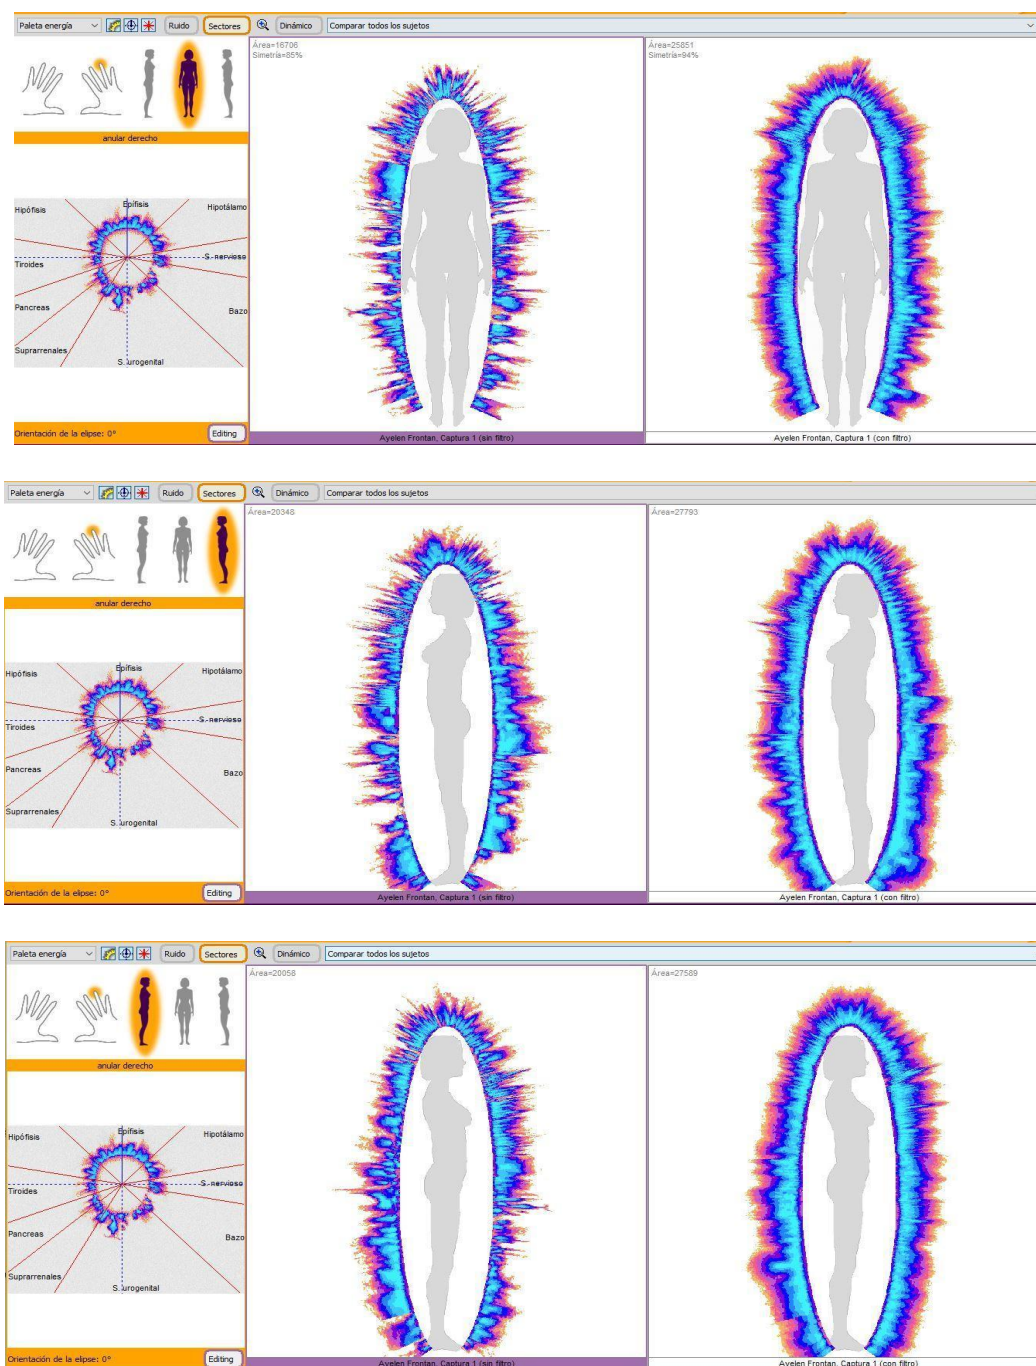 Paleta energía Ruido Sectores Dinámico Comparar todos los sujetos
Área=16706
Simetría=85%
Área=25851
Simetría=94%
anular derecho
Epífisis
Hipófisis
Hipotálamo
S. nervioso
Tiroides
Pancreas
Bazo
Suprarrenales
S. urogenital
Orientación de la elipse: 0°
Editing
Ayelen Frontan, Captura 1 (sin filtro)
Ayelen Frontan, Captura 1 (con filtro)
Paleta energía Ruido Sectores Dinámico Comparar todos los sujetos
Área=20348
Área=27793
anular derecho
Epífisis
Hipófisis
Hipotálamo
S. nervioso
Tiroides
Pancreas
Bazo
Suprarrenales
S. urogenital
Orientación de la elipse: 0°
Editing
Ayelen Frontan, Captura 1 (sin filtro)
Ayelen Frontan, Captura 1 (con filtro)
Paleta energía Ruido Sectores Dinámico Comparar todos los sujetos
Área=20058
Área=27589
anular derecho
Epífisis
Hipófisis
Hipotálamo
S. nervioso
Tiroides
Pancreas
Bazo
Suprarrenales
S. urogenital
Orientación de la elipse: 0°
Editing
Ayelen Frontan, Captura 1 (sin filtro)
Ayelen Frontan, Captura 1 (con filtro)